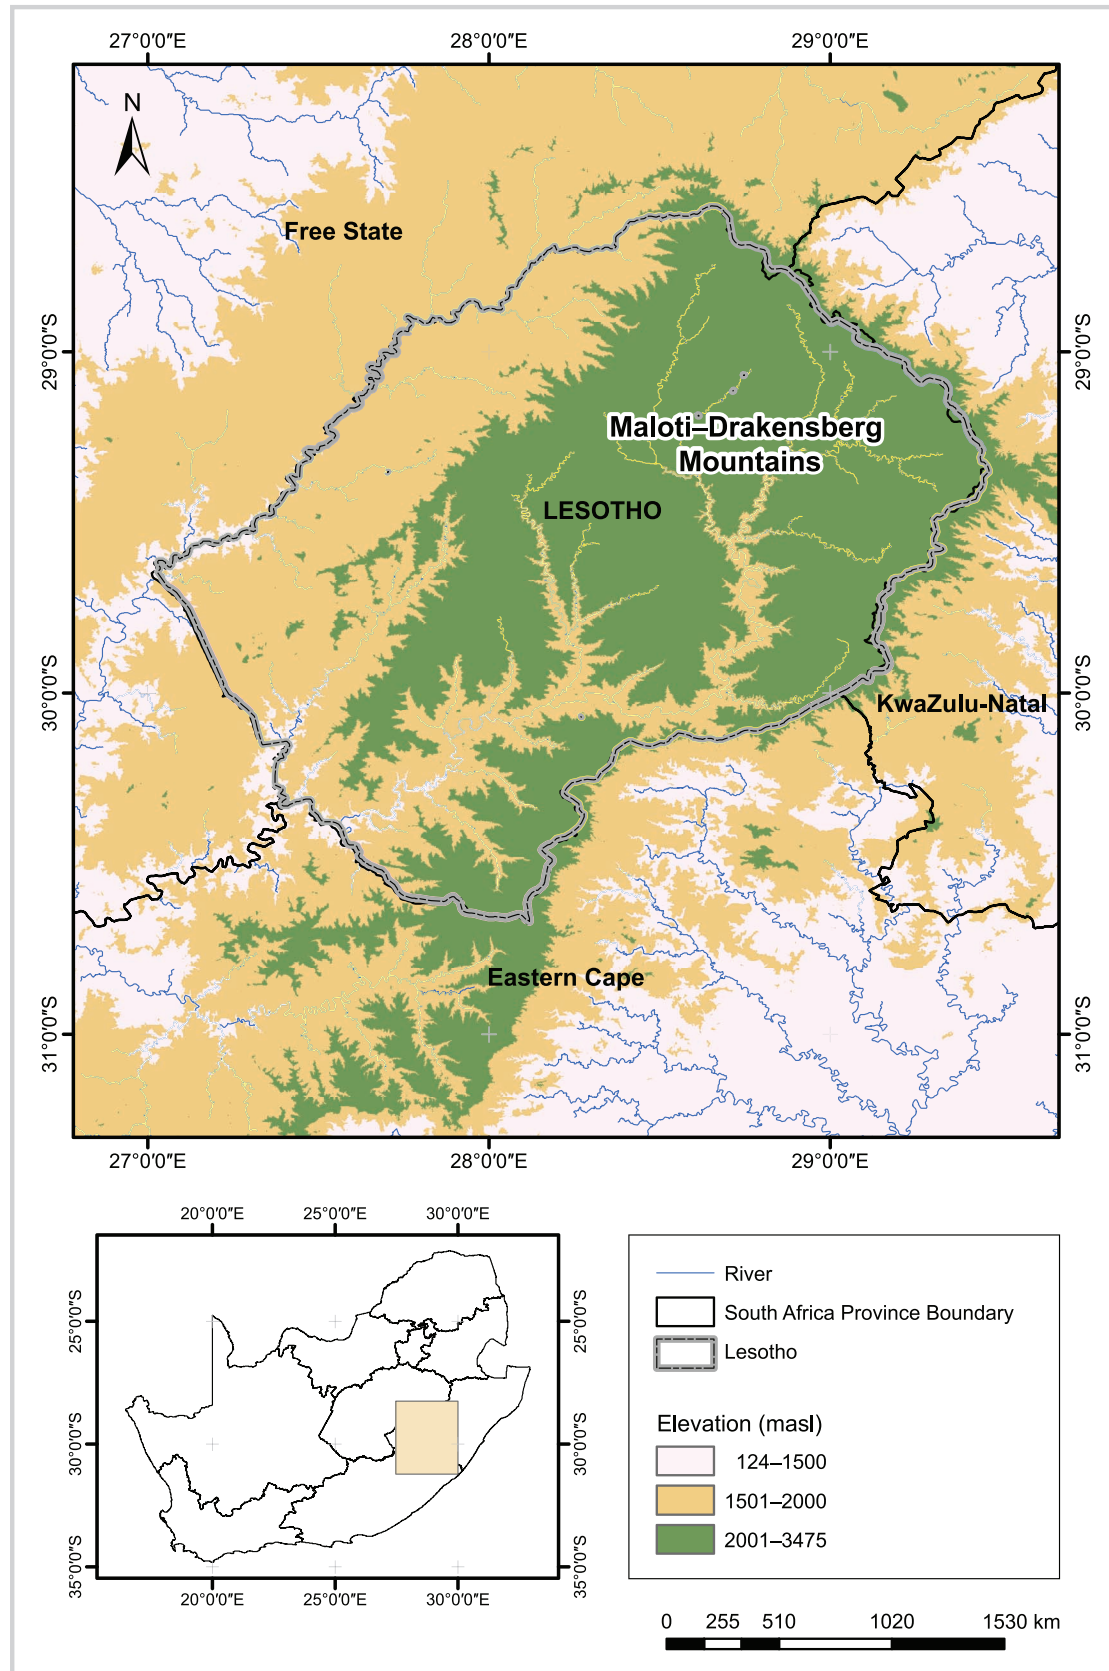 27°0′0″E 28°0′0″E 29°0′0″E
N
Free State
29°0′0″S 29°0′0″S
Maloti–Drakensberg
Mountains
LESOTHO
30°0′0″S 30°0′0″S
KwaZulu-Natal
Eastern Cape
31°0′0″S 31°0′0″S
27°0′0″E 28°0′0″E 29°0′0″E
20°0′0″E 25°0′0″E 30°0′0″E
25°0′0″S 25°0′0″S
30°0′0″S 30°0′0″S
35°0′0″S 35°0′0″S
20°0′0″E 25°0′0″E 30°0′0″E
River
South Africa Province Boundary
Lesotho
Elevation (masl)
124–1500
1501–2000
2001–3475
0 255 510 1020 1530 km